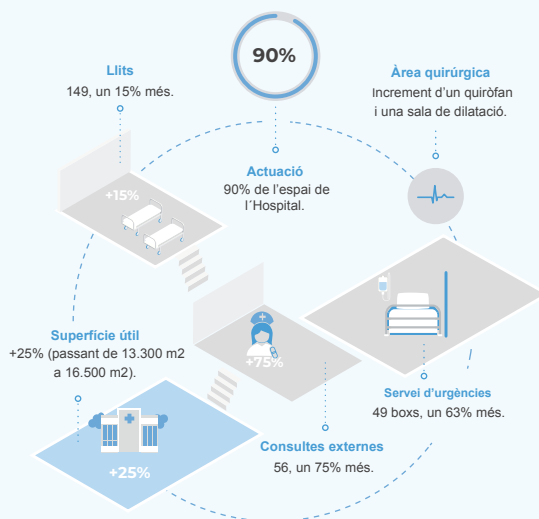 90%
Llits
149, un 15% més.
Àrea quirúrgica
Increment d'un quiròfan
i una sala de dilatació.
Actuació
90% de l'espai de
l´Hospital.
+15%
Superfície útil
+25% (passant de 13.300 m2
a 16.500 m2).
+75%
Servei d'urgències
49 boxs, un 63% més.
Consultes externes
56, un 75% més.
+25%